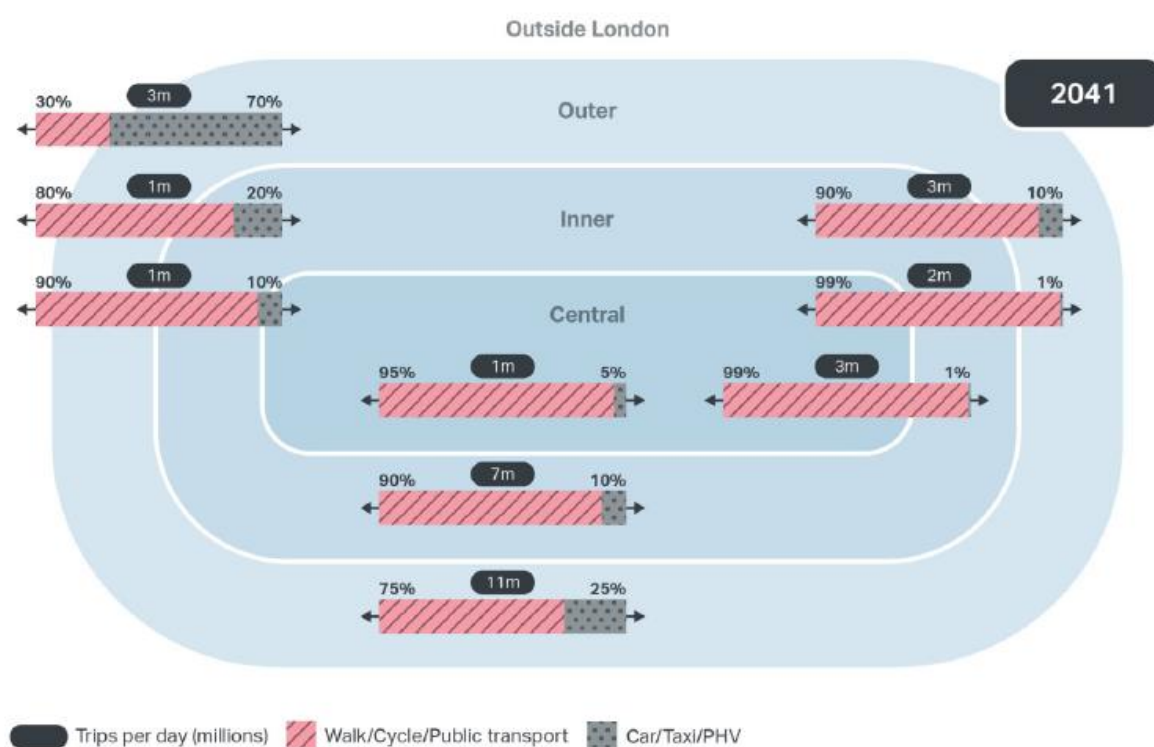 Outside London
2041
Outer
30% 3m 70%
80% 1m 20%
90% 3m 10%
Inner
90% 1m 10%
99% 2m 1%
Central
95% 1m 5%
99% 3m 1%
90% 7m 10%
75% 11m 25%
Trips per day (millions) Walk/Cycle/Public transport Car/Taxi/PHV